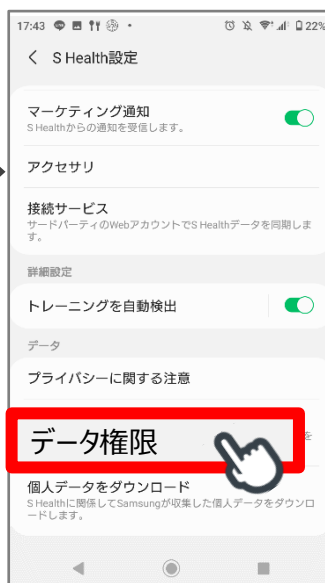 17:43
22%
S Health設定
マーケティング通知
S Healthからの通知を受信します。
アクセサリ
接続サービス
サードパーティのWebアカウントでS Healthデータを同期しま
す。
詳細設定
トレーニングを自動検出
データ
プライバシーに関する注意
データ権限
を
個人データをダウンロード
S Healthに関係してSamsungが収集した個人データをダウンロ
ードします。